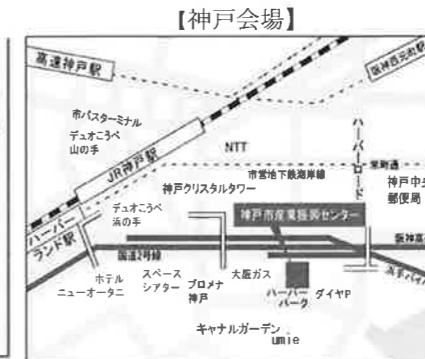 【神戸会場】
高速神戸駅
阪神西元町駅
市バスターミナル
デュオこうべ
山の手
JR神戸駅
NTT
ハーバーロード
市営地下鉄海岸線
栄町通
神戸クリスタルタワー
神戸中央
郵便局
ハーバー
ランド駅
デュオこうべ
浜の手
神戸市産業振興センター
阪神高
国道2号線
浜手バイパ
ホテル
ニューオータニ
スペース
シアター
プロメナ
神戸
大阪ガス
ハーバー
パーク
ダイヤP
キャナルガーデン
umie